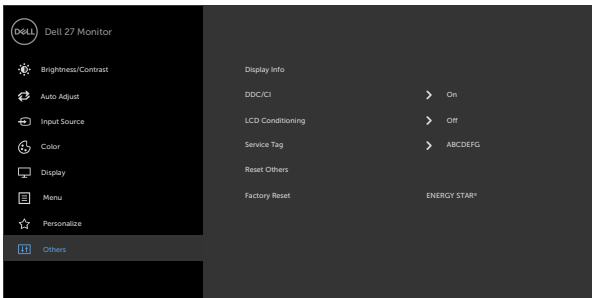 DELL Dell 27 Monitor
Brightness/Contrast
Auto Adjust
Input Source
Color
Display
Menu
Personalize
Others
Display Info
DDC/CI On
LCD Conditioning Off
Service Tag ABCDEFG
Reset Others
Factory Reset ENERGY STAR®